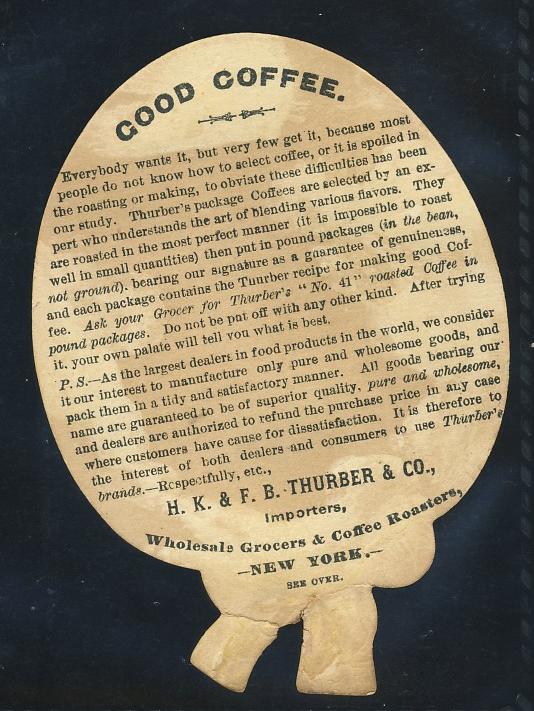 GOOD COFFEE.
Everybody wants it, but very few get it, because most
people do not know how to select coffee, or it is spoiled in
the roasting or making, to obviate these difficulties has been
our study. Thurber's package Coffees are selected by an ex-
pert who understands the art of blending various flavors. They
are roasted in the most perfect manner (it is impossible to roast
well in small quantities) then put in pound packages (in the bean,
not ground), bearing our signature as a guarantee of genuineness,
and each package contains the Thurber recipe for making good Cof-
fee. Ask your Grocer for Thurber's "No. 41" roasted Coffee in
pound packages. Do not be put off with any other kind. After trying
it, your own palate will tell you what is best.
P. S.—As the largest dealers in food products in the world, we consider
it our interest to manufacture only pure and wholesome goods, and
pack them in a tidy and satisfactory manner. All goods bearing our
name are guaranteed to be of superior quality, pure and wholesome,
and dealers are authorized to refund the purchase price in any case
where customers have cause for dissatisfaction. It is therefore to
the interest of both dealers and consumers to use Thurber's
brands.—Respectfully, etc.,
H. K. & F. B. THURBER & CO.,
Importers,
Wholesale Grocers & Coffee Roasters,
—NEW YORK.—
SEE OVER.